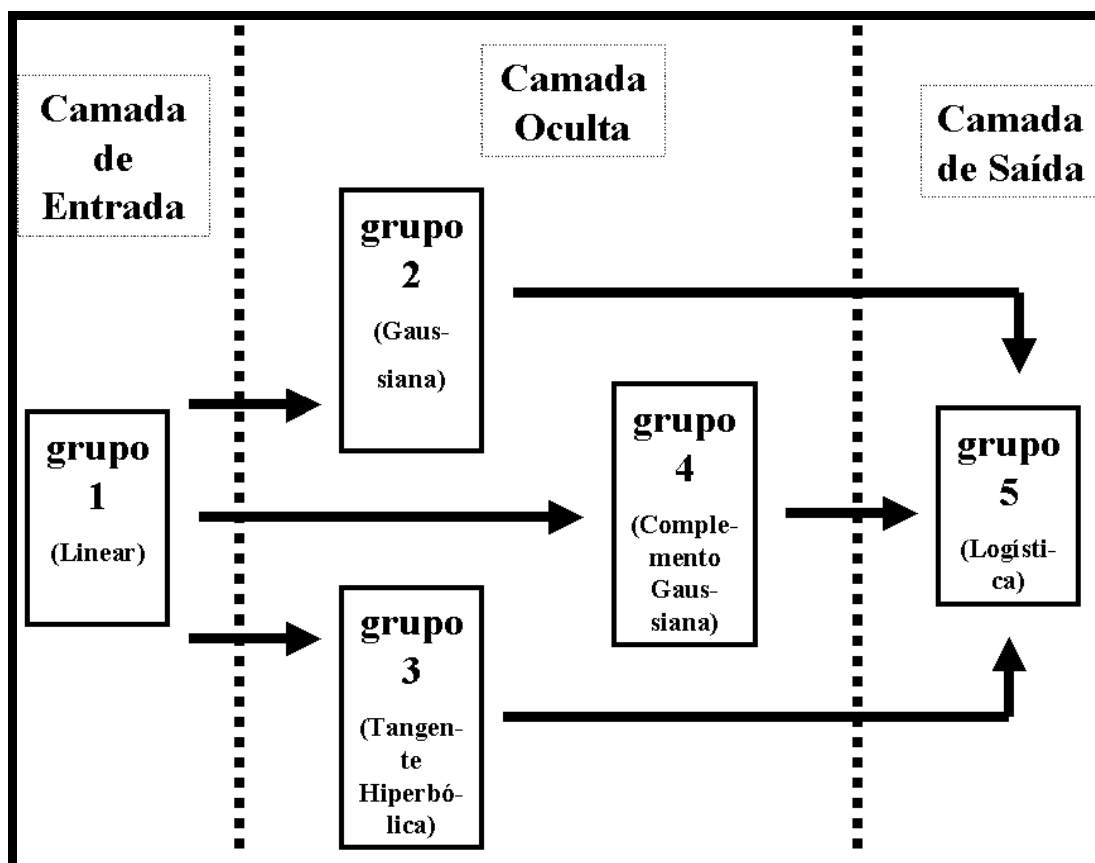 Camada
de
Entrada
Camada
Oculta
Camada
de Saída
grupo
1
(Linear)
grupo
2
(Gaus-
siana)
grupo
3
(Tangen-
te
Hiperbó-
lica)
grupo
4
(Comple-
mento
Gaus-
siana)
grupo
5
(Logísti-
ca)